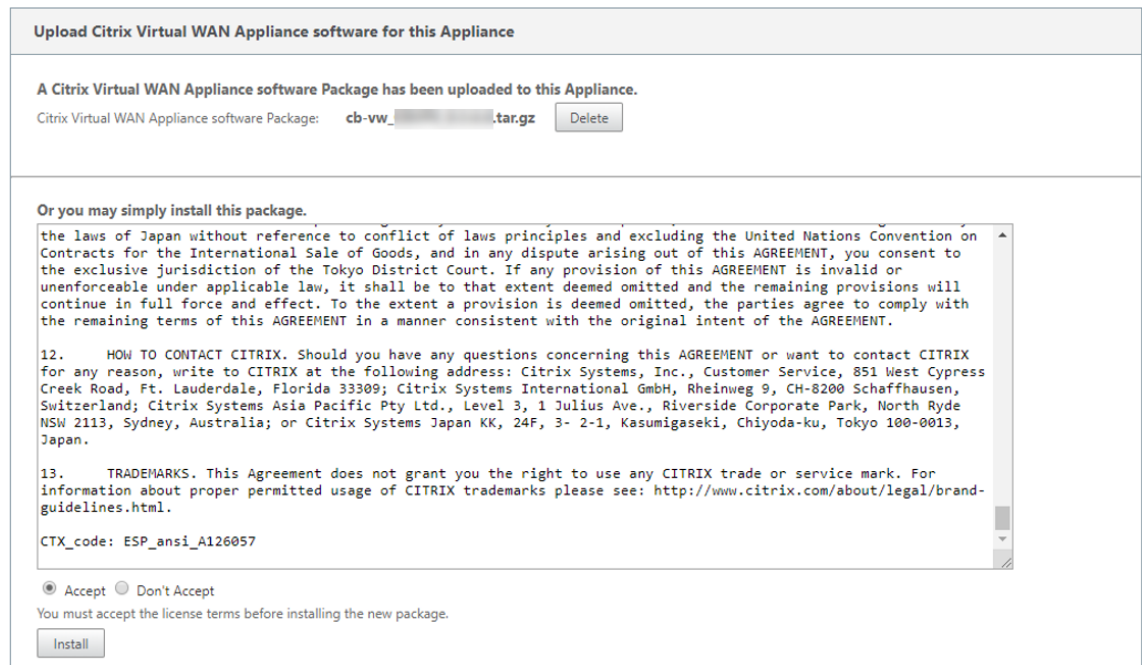 Upload Citrix Virtual WAN Appliance software for this Appliance
A Citrix Virtual WAN Appliance software Package has been uploaded to this Appliance.
Citrix Virtual WAN Appliance software Package: cb-vw_ .tar.gz Delete
Or you may simply install this package.
the laws of Japan without reference to conflict of laws principles and excluding the United Nations Convention on
Contracts for the International Sale of Goods, and in any dispute arising out of this AGREEMENT, you consent to
the exclusive jurisdiction of the Tokyo District Court. If any provision of this AGREEMENT is invalid or
unenforceable under applicable law, it shall be to that extent deemed omitted and the remaining provisions will
continue in full force and effect. To the extent a provision is deemed omitted, the parties agree to comply with
the remaining terms of this AGREEMENT in a manner consistent with the original intent of the AGREEMENT.
12. HOW TO CONTACT CITRIX. Should you have any questions concerning this AGREEMENT or want to contact CITRIX
for any reason, write to CITRIX at the following address: Citrix Systems, Inc., Customer Service, 851 West Cypress
Creek Road, Ft. Lauderdale, Florida 33309; Citrix Systems International GmbH, Rheinweg 9, CH-8200 Schaffhausen,
Switzerland; Citrix Systems Asia Pacific Pty Ltd., Level 3, 1 Julius Ave., Riverside Corporate Park, North Ryde
NSW 2113, Sydney, Australia; or Citrix Systems Japan KK, 24F, 3- 2-1, Kasumigaseki, Chiyoda-ku, Tokyo 100-0013,
Japan.
13. TRADEMARKS. This Agreement does not grant you the right to use any CITRIX trade or service mark. For
information about proper permitted usage of CITRIX trademarks please see: http://www.citrix.com/about/legal/brand-
guidelines.html.
CTX_code: ESP_ansi_A126057
Accept Don't Accept
You must accept the license terms before installing the new package.
Install